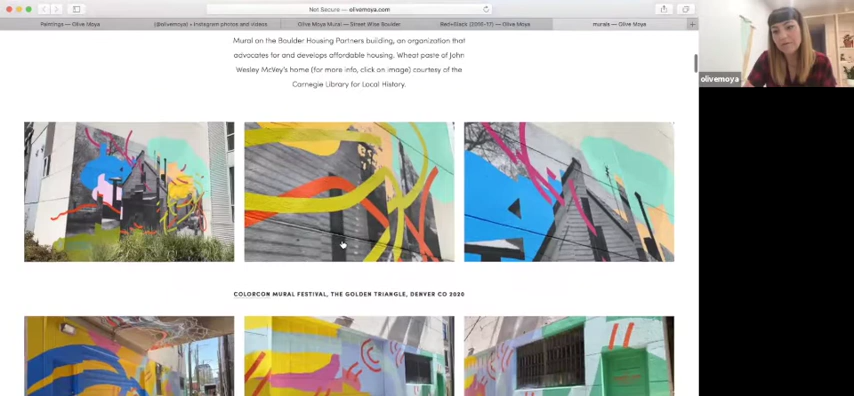 Not Secure — olivemoya.com
Paintings — Olive Moya
(@olivemoya) • Instagram photos and videos
Olive Moya Mural — Street Wise Boulder
Red+Slack (2016-17) — Olive Moya
murals — Olive Moya
Mural on the Boulder Housing Partners building, an organization that
advocates for and develops affordable housing. Wheat paste of John
Wesley McVey's home (for more info, click on image) courtesy of the
Carnegie Library for Local History.
olivemoya
COLORCON MURAL FESTIVAL, THE GOLDEN TRIANGLE, DENVER CO 2020